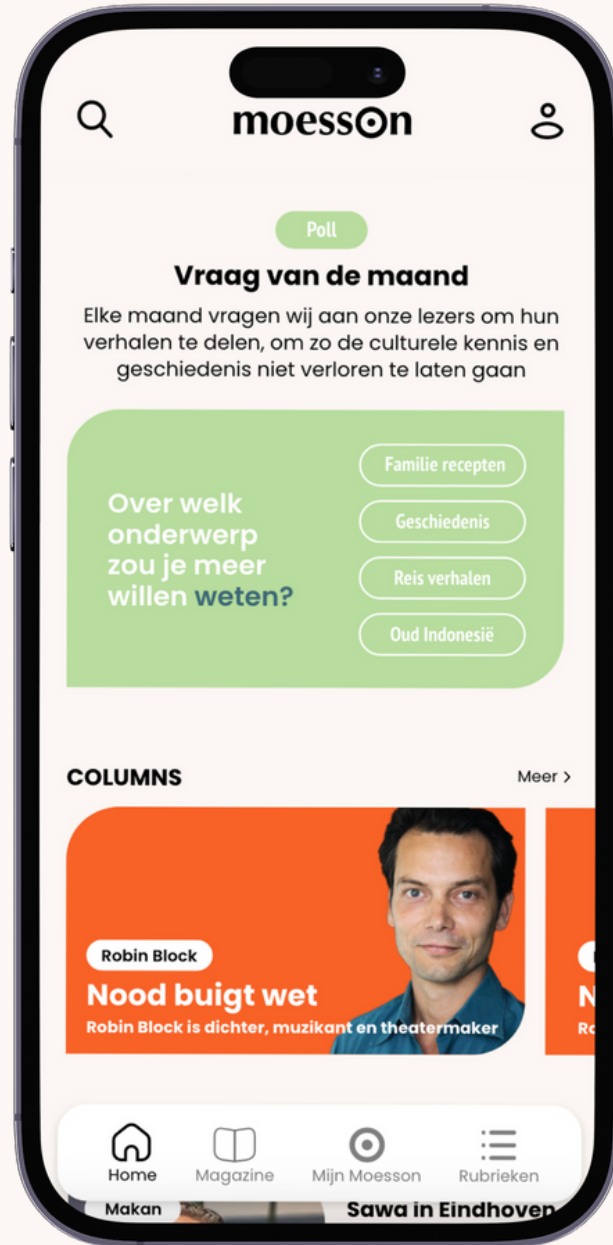 moesson
Poll
Vraag van de maand
Elke maand vragen wij aan onze lezers om hun
verhalen te delen, om zo de culturele kennis en
geschiedenis niet verloren te laten gaan
Over welk
onderwerp
zou je meer
willen weten?
Familie recepten
Geschiedenis
Reis verhalen
Oud Indonesië
COLUMNS
Meer >
Robin Block
Nood buigt wet
Robin Block is dichter, muzikant en theatermaker
Home
Magazine
Mijn Moesson
Rubrieken
Makan
Sawa in Eindhoven